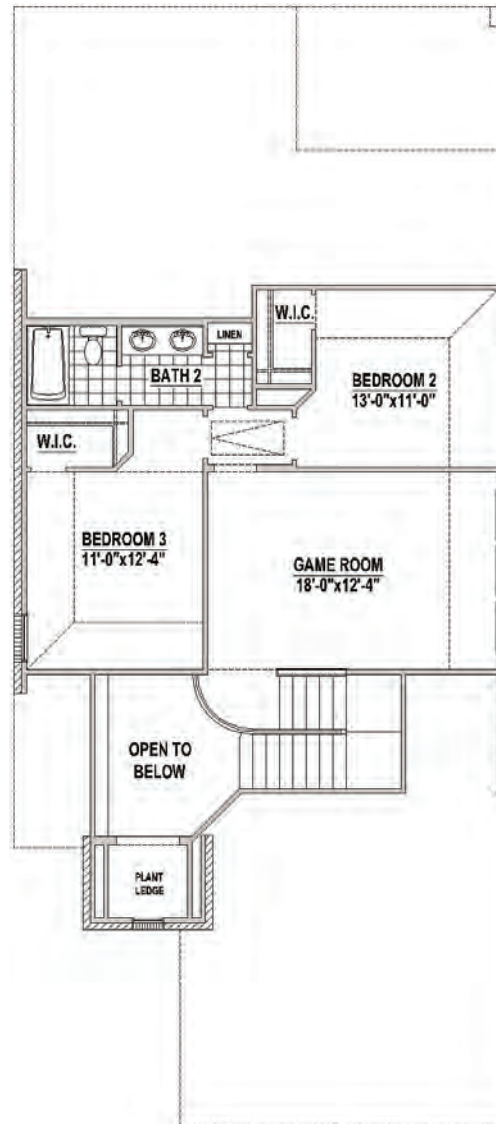 W.I.C.
LINEN
BATH 2
BEDROOM 2
13'-0"x11'-0"
W.I.C.
BEDROOM 3
11'-0"x12'-4"
GAME ROOM
18'-0"x12'-4"
OPEN TO
BELOW
PLANT
LEDGE